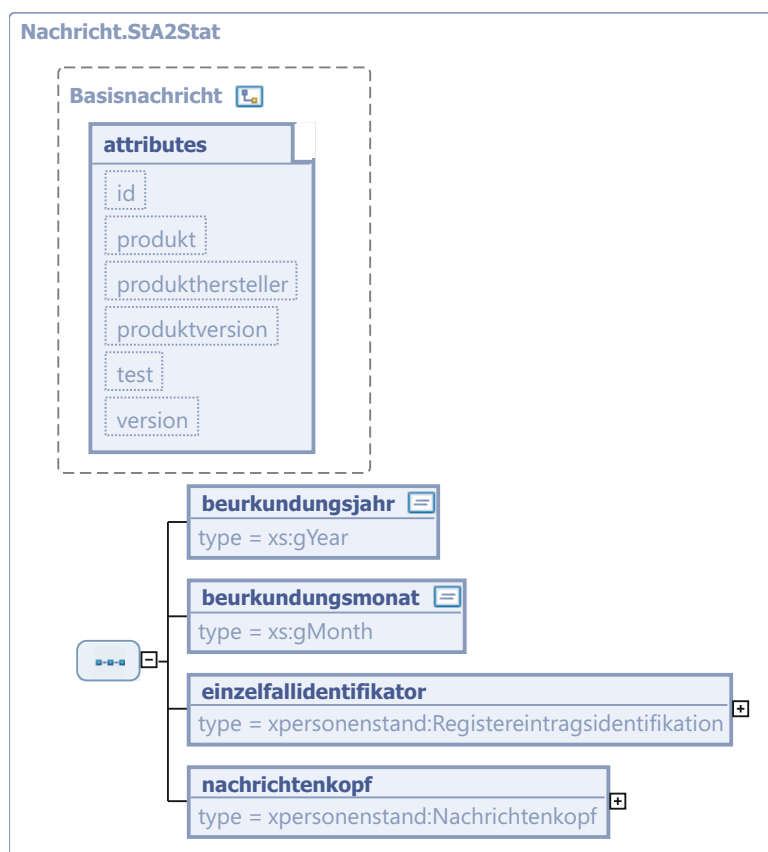 Nachricht.StA2Stat
Basisnachricht
attributes
id
produkt
produkthersteller
produktversion
test
version
beurkundungsjahr
type = xs:gYear
beurkundungsmonat
type = xs:gMonth
einzelfallidentifikator
type = xpersonenstand:Registereintragsidentifikation
nachrichtenkopf
type = xpersonenstand:Nachrichtenkopf